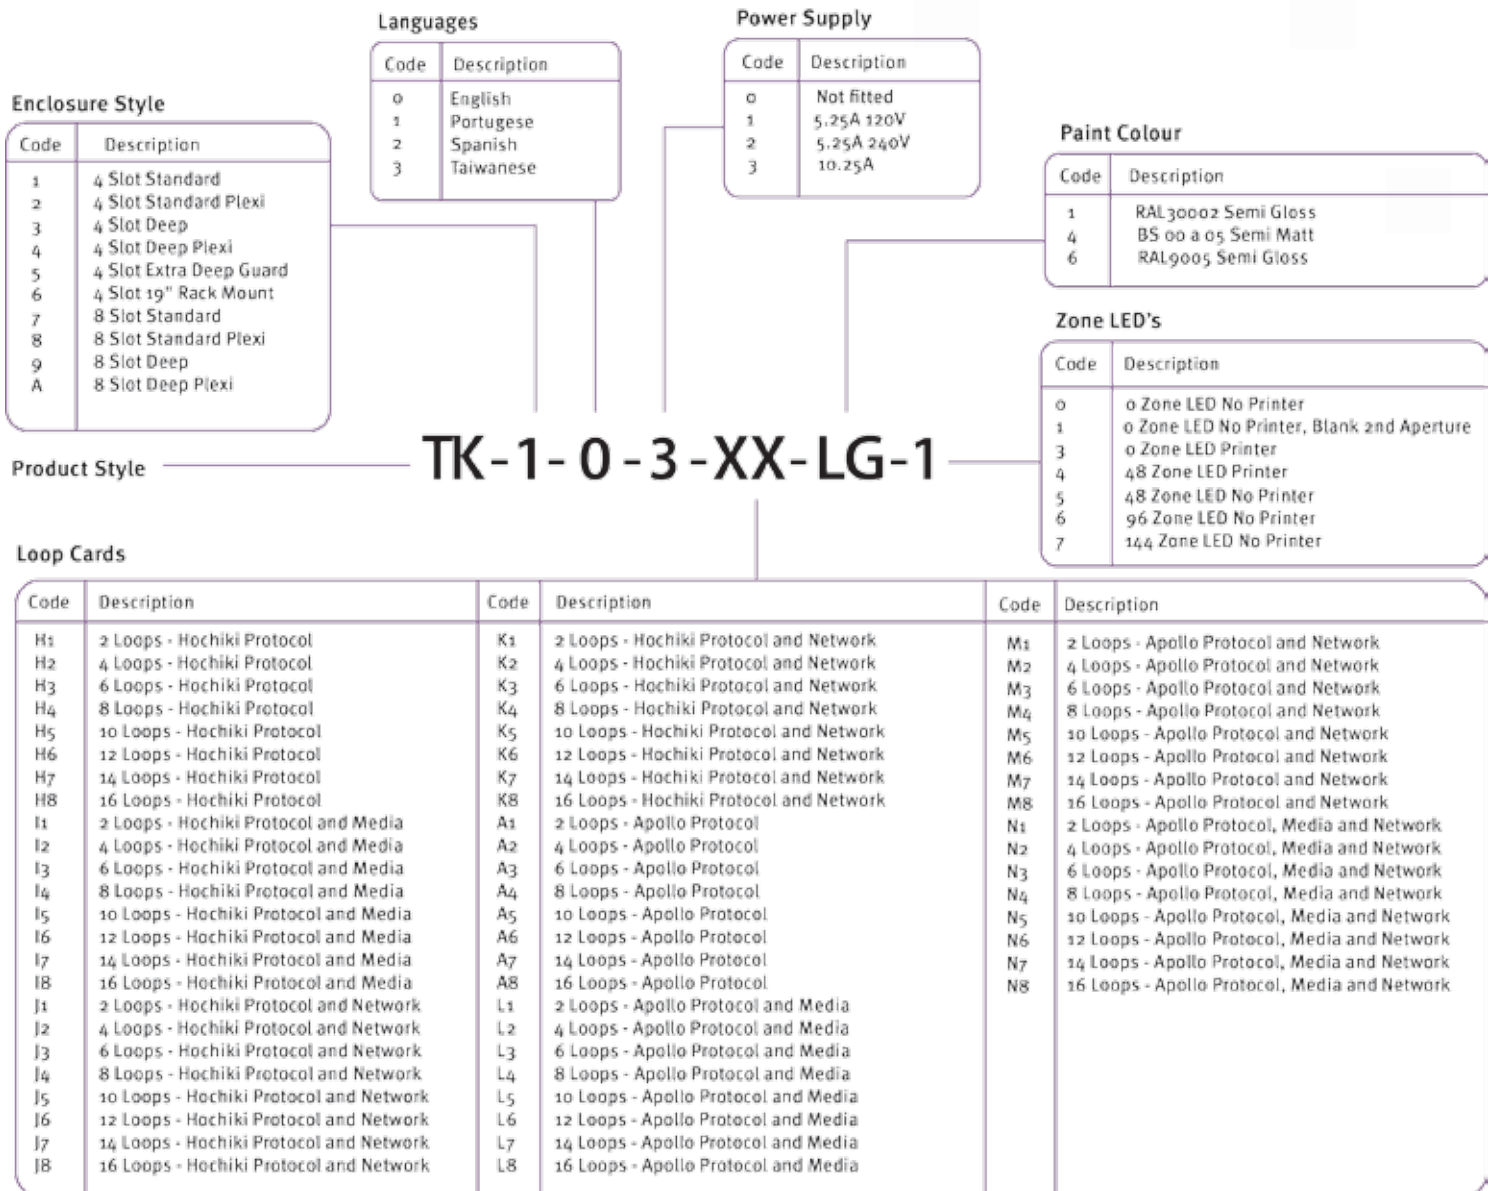 Languages
Code Description
0 English
1 Portugese
2 Spanish
3 Taiwanese
Power Supply
Code Description
0 Not fitted
1 5.25A 120V
2 5.25A 240V
3 10.25A
Enclosure Style
Code Description
1 4 Slot Standard
2 4 Slot Standard Plexi
3 4 Slot Deep
4 4 Slot Deep Plexi
5 4 Slot Extra Deep Guard
6 4 Slot 19" Rack Mount
7 8 Slot Standard
8 8 Slot Standard Plexi
9 8 Slot Deep
A 8 Slot Deep Plexi
Paint Colour
Code Description
1 RAL30002 Semi Gloss
4 BS 00 a 05 Semi Matt
6 RAL9005 Semi Gloss
Zone LED's
Code Description
0 0 Zone LED No Printer
1 0 Zone LED No Printer, Blank 2nd Aperture
3 0 Zone LED Printer
4 48 Zone LED Printer
5 48 Zone LED No Printer
6 96 Zone LED No Printer
7 144 Zone LED No Printer
Product Style
TK-1-0-3-XX-LG-1
Loop Cards
Code Description
H1 2 Loops - Hochiki Protocol
H2 4 Loops - Hochiki Protocol
H3 6 Loops - Hochiki Protocol
H4 8 Loops - Hochiki Protocol
H5 10 Loops - Hochiki Protocol
H6 12 Loops - Hochiki Protocol
H7 14 Loops - Hochiki Protocol
H8 16 Loops - Hochiki Protocol
I1 2 Loops - Hochiki Protocol and Media
I2 4 Loops - Hochiki Protocol and Media
I3 6 Loops - Hochiki Protocol and Media
I4 8 Loops - Hochiki Protocol and Media
I5 10 Loops - Hochiki Protocol and Media
I6 12 Loops - Hochiki Protocol and Media
I7 14 Loops - Hochiki Protocol and Media
I8 16 Loops - Hochiki Protocol and Media
J1 2 Loops - Hochiki Protocol and Network
J2 4 Loops - Hochiki Protocol and Network
J3 6 Loops - Hochiki Protocol and Network
J4 8 Loops - Hochiki Protocol and Network
J5 10 Loops - Hochiki Protocol and Network
J6 12 Loops - Hochiki Protocol and Network
J7 14 Loops - Hochiki Protocol and Network
J8 16 Loops - Hochiki Protocol and Network
Code Description
K1 2 Loops - Hochiki Protocol and Network
K2 4 Loops - Hochiki Protocol and Network
K3 6 Loops - Hochiki Protocol and Network
K4 8 Loops - Hochiki Protocol and Network
K5 10 Loops - Hochiki Protocol and Network
K6 12 Loops - Hochiki Protocol and Network
K7 14 Loops - Hochiki Protocol and Network
K8 16 Loops - Hochiki Protocol and Network
A1 2 Loops - Apollo Protocol
A2 4 Loops - Apollo Protocol
A3 6 Loops - Apollo Protocol
A4 8 Loops - Apollo Protocol
A5 10 Loops - Apollo Protocol
A6 12 Loops - Apollo Protocol
A7 14 Loops - Apollo Protocol
A8 16 Loops - Apollo Protocol
L1 2 Loops - Apollo Protocol and Media
L2 4 Loops - Apollo Protocol and Media
L3 6 Loops - Apollo Protocol and Media
L4 8 Loops - Apollo Protocol and Media
L5 10 Loops - Apollo Protocol and Media
L6 12 Loops - Apollo Protocol and Media
L7 14 Loops - Apollo Protocol and Media
L8 16 Loops - Apollo Protocol and Media
Code Description
M1 2 Loops - Apollo Protocol and Network
M2 4 Loops - Apollo Protocol and Network
M3 6 Loops - Apollo Protocol and Network
M4 8 Loops - Apollo Protocol and Network
M5 10 Loops - Apollo Protocol and Network
M6 12 Loops - Apollo Protocol and Network
M7 14 Loops - Apollo Protocol and Network
M8 16 Loops - Apollo Protocol and Network
N1 2 Loops - Apollo Protocol, Media and Network
N2 4 Loops - Apollo Protocol, Media and Network
N3 6 Loops - Apollo Protocol, Media and Network
N4 8 Loops - Apollo Protocol, Media and Network
N5 10 Loops - Apollo Protocol, Media and Network
N6 12 Loops - Apollo Protocol, Media and Network
N7 14 Loops - Apollo Protocol, Media and Network
N8 16 Loops - Apollo Protocol, Media and Network